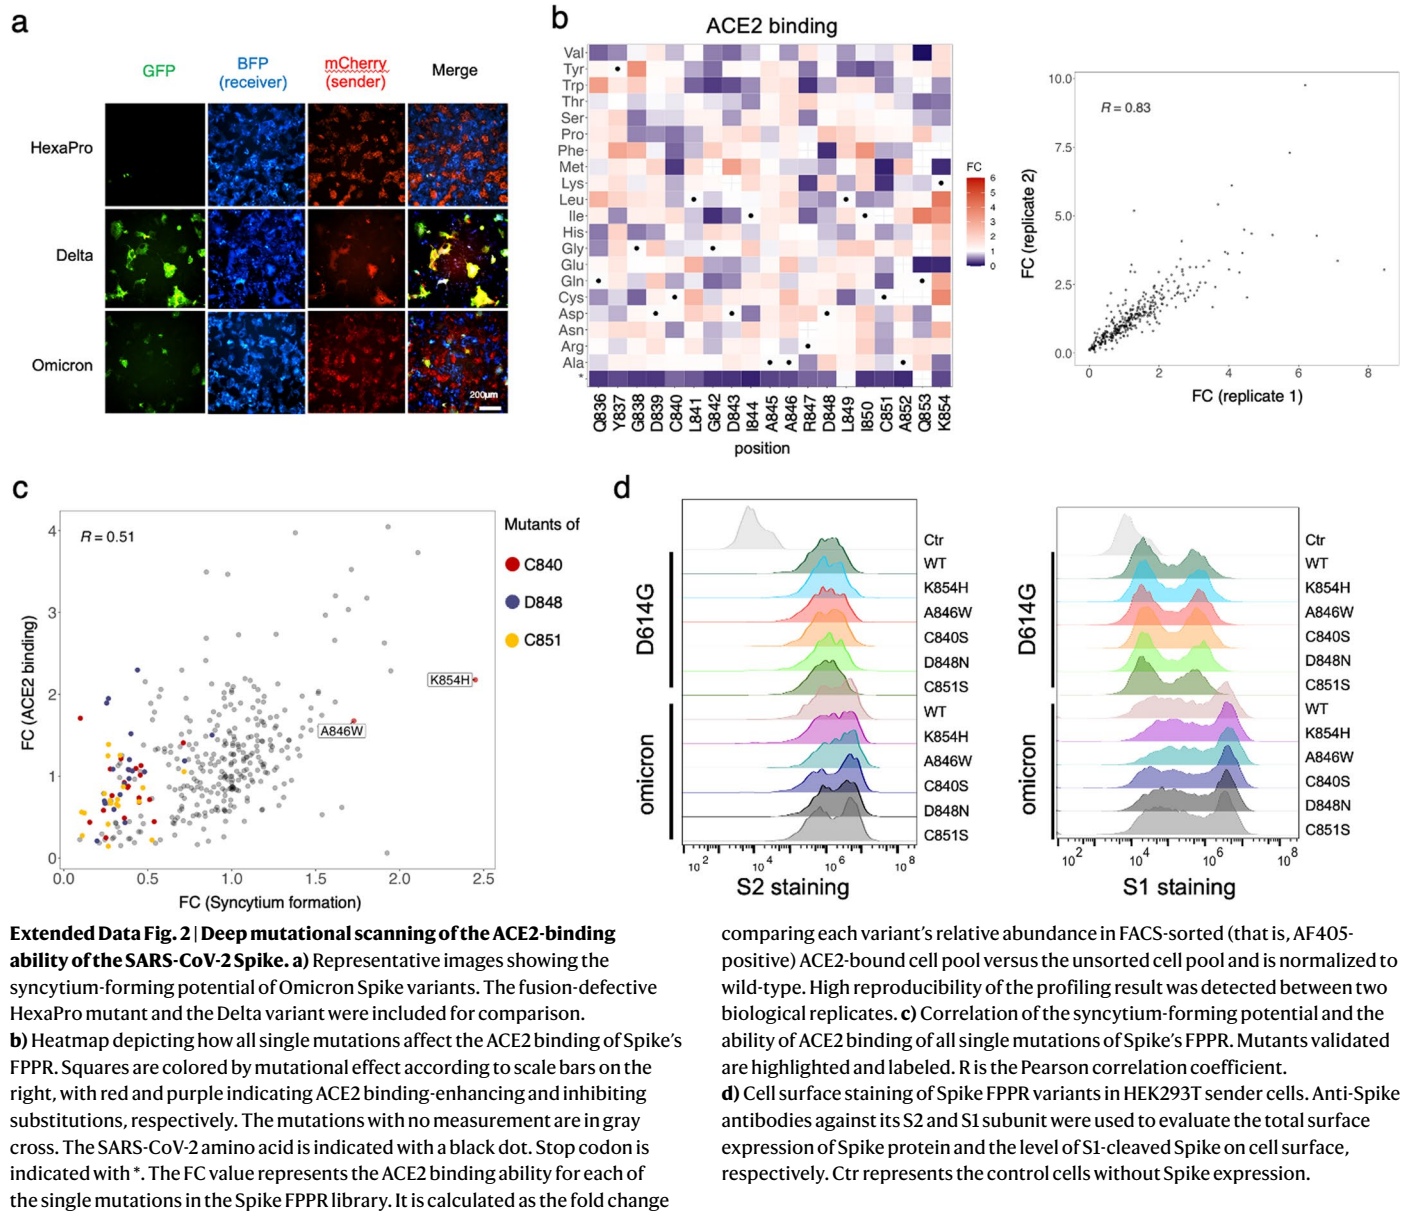 a
GFP
BFP
(receiver)
mCherry
(sender)
Merge
HexaPro
Delta
Omicron
200μm
b
ACE2 binding
Val
Tyr
Trp
Thr
Ser
Pro
Phe
Met
Lys
Leu
Ile
His
Gly
Glu
Gln
Cys
Asp
Asn
Arg
Ala
*
Q836
Y837
G838
D839
C840
L841
G842
D843
I844
A845
A846
R847
D848
L849
I850
C851
A852
Q853
K854
position
FC
6
5
4
3
2
1
0
R = 0.83
10.0
7.5
5.0
2.5
0.0
FC (replicate 2)
0 2 4 6 8
FC (replicate 1)
c
R = 0.51
4
3
2
1
0
FC (ACE2 binding)
K854H
A846W
0.0 0.5 1.0 1.5 2.0 2.5
FC (Syncytium formation)
Mutants of
C840
D848
C851
d
D614G
omicron
Ctr
WT
K854H
A846W
C840S
D848N
C851S
WT
K854H
A846W
C840S
D848N
C851S
10 2 10 4 10 6 10 8
S2 staining
D614G
omicron
Ctr
WT
K854H
A846W
C840S
D848N
C851S
WT
K854H
A846W
C840S
D848N
C851S
10 2 10 4 10 6 10 8
S1 staining
Extended Data Fig. 2 | Deep mutational scanning of the ACE2-binding
ability of the SARS-CoV-2 Spike. a) Representative images showing the
syncytium-forming potential of Omicron Spike variants. The fusion-defective
HexaPro mutant and the Delta variant were included for comparison.
b) Heatmap depicting how all single mutations affect the ACE2 binding of Spike's
FPPR. Squares are colored by mutational effect according to scale bars on the
right, with red and purple indicating ACE2 binding-enhancing and inhibiting
substitutions, respectively. The mutations with no measurement are in gray
cross. The SARS-CoV-2 amino acid is indicated with a black dot. Stop codon is
indicated with *. The FC value represents the ACE2 binding ability for each of
the single mutations in the Spike FPPR library. It is calculated as the fold change
comparing each variant's relative abundance in FACS-sorted (that is, AF405-
positive) ACE2-bound cell pool versus the unsorted cell pool and is normalized to
wild-type. High reproducibility of the profiling result was detected between two
biological replicates. c) Correlation of the syncytium-forming potential and the
ability of ACE2 binding of all single mutations of Spike's FPPR. Mutants validated
are highlighted and labeled. R is the Pearson correlation coefficient.
d) Cell surface staining of Spike FPPR variants in HEK293T sender cells. Anti-Spike
antibodies against its S2 and S1 subunit were used to evaluate the total surface
expression of Spike protein and the level of S1-cleaved Spike on cell surface,
respectively. Ctr represents the control cells without Spike expression.